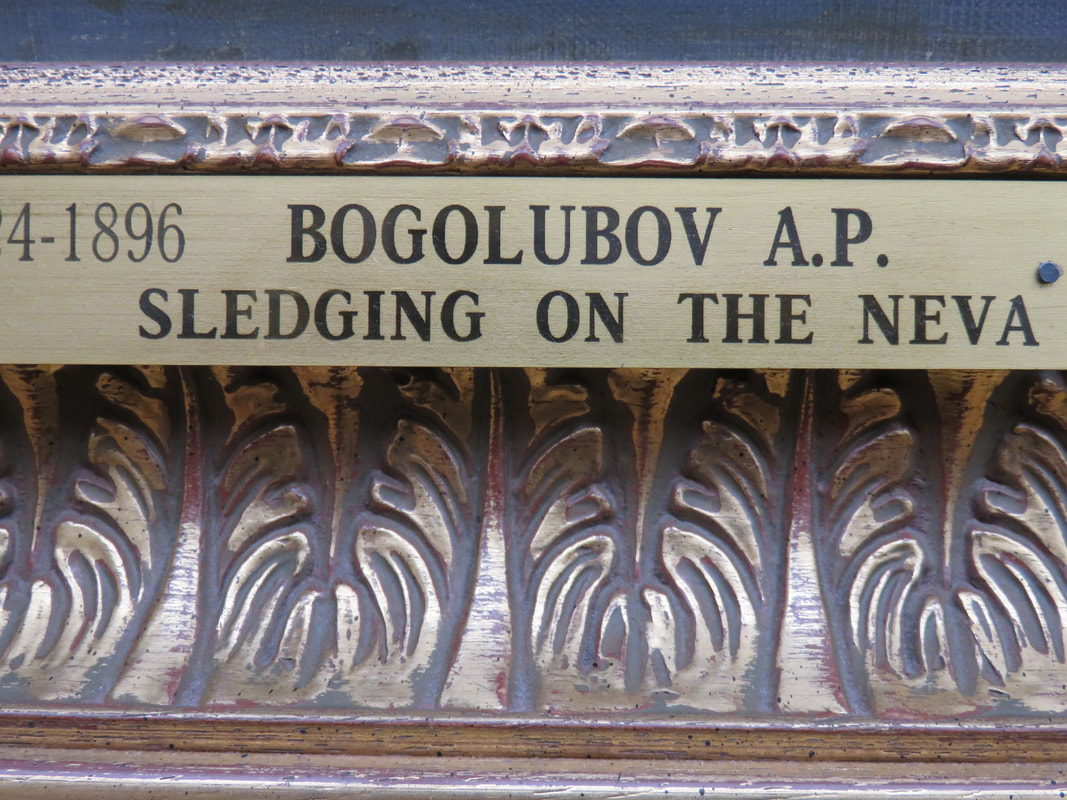 24-1896 BOGOLUBOV A.P.
SLEDGING ON THE NEVA